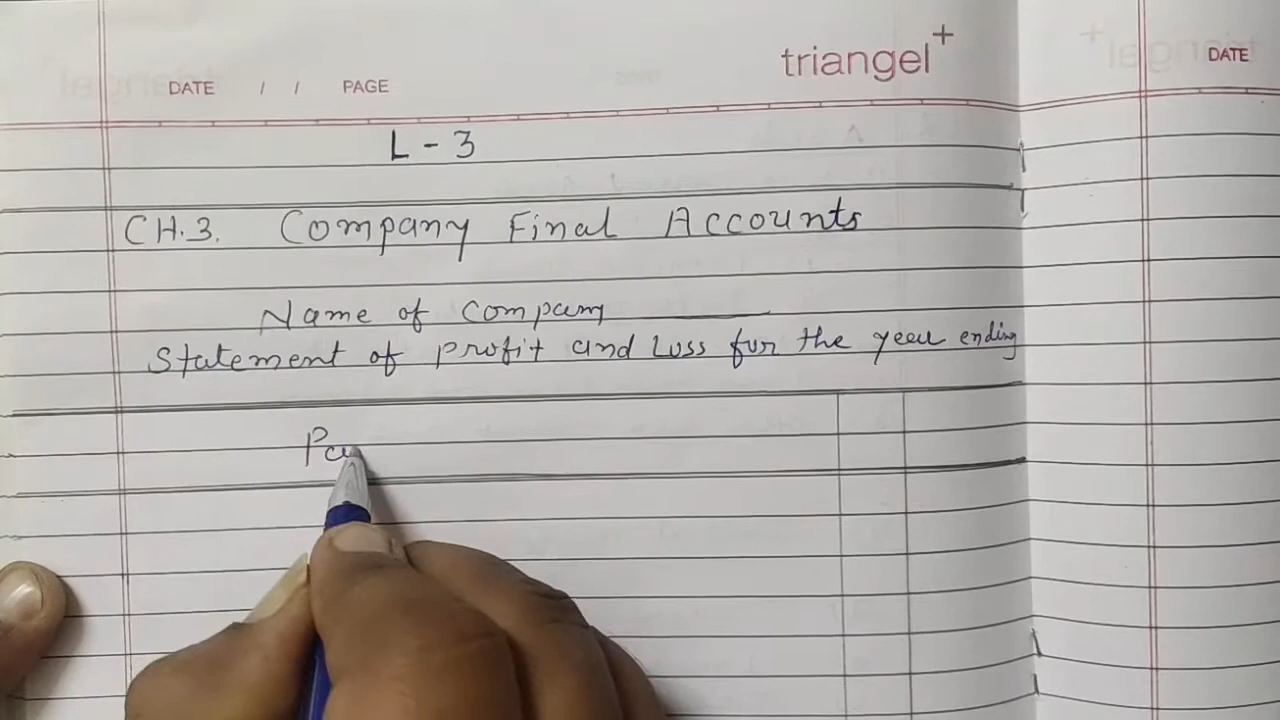 triangel+
DATE / / PAGE
DATE
L - 3
CH.3. Company Final Accounts
Name of Company
Statement of profit and Loss for the year ending
Pa